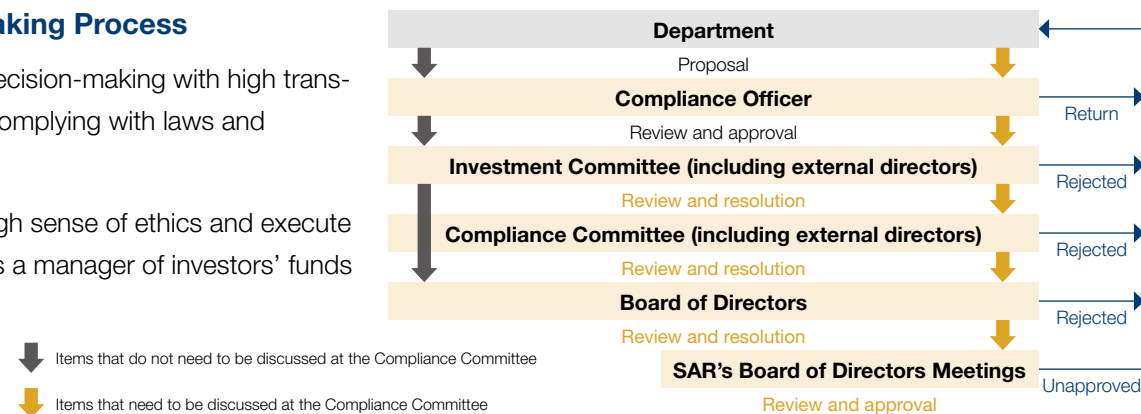 aking Process
ecision-making with high trans-
omplying with laws and
gh sense of ethics and execute
s a manager of investors' funds
Department
Proposal
Compliance Officer
Return
Review and approval
Investment Committee (including external directors)
Rejected
Review and resolution
Compliance Committee (including external directors)
Rejected
Review and resolution
Board of Directors
Rejected
Review and resolution
SAR's Board of Directors Meetings
Unapproved
Review and approval
Items that do not need to be discussed at the Compliance Committee
Items that need to be discussed at the Compliance Committee